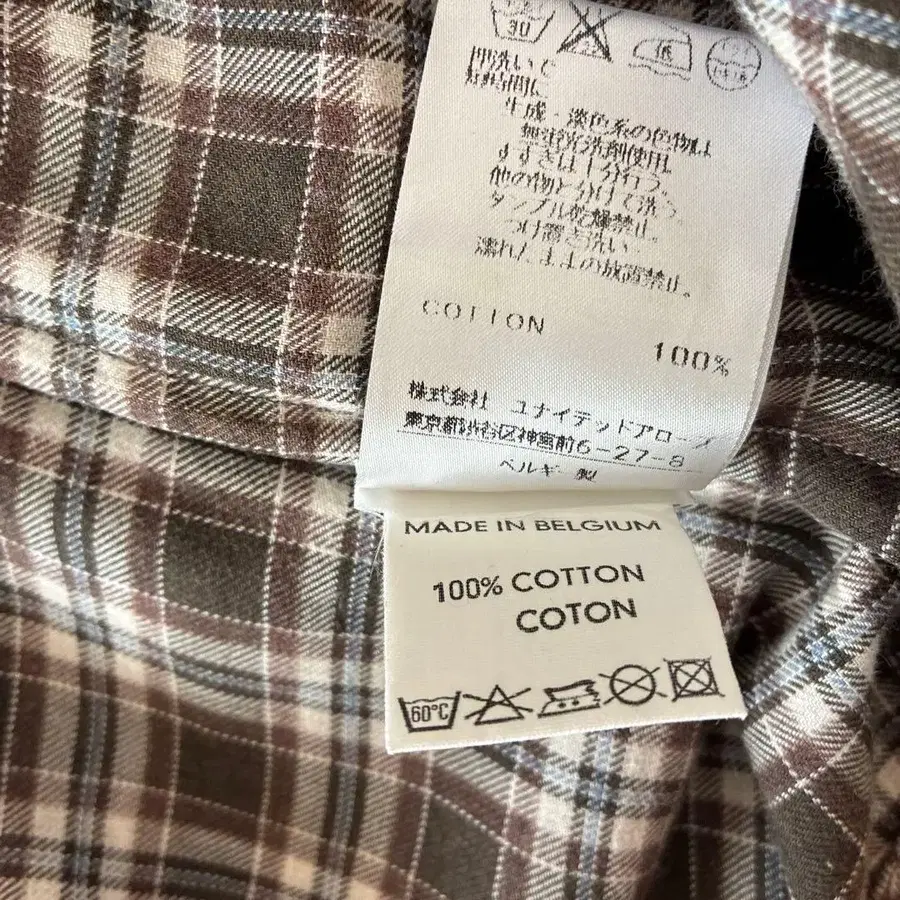 30
間洗いで
短時間に
生成・淡色系の色物は
無蛍光洗剤使用。
すすぎは十分行う。
他の物と分けて洗う。
タンブル乾燥禁止。
つけ置き洗い、
濡れたままの放置禁止。
COTTON
100%
株式会社 ユナイテッドアローズ
東京都渋谷区神宮前6-27-8
ベルギー製
MADE IN BELGIUM
100% COTTON
COTON
60°C